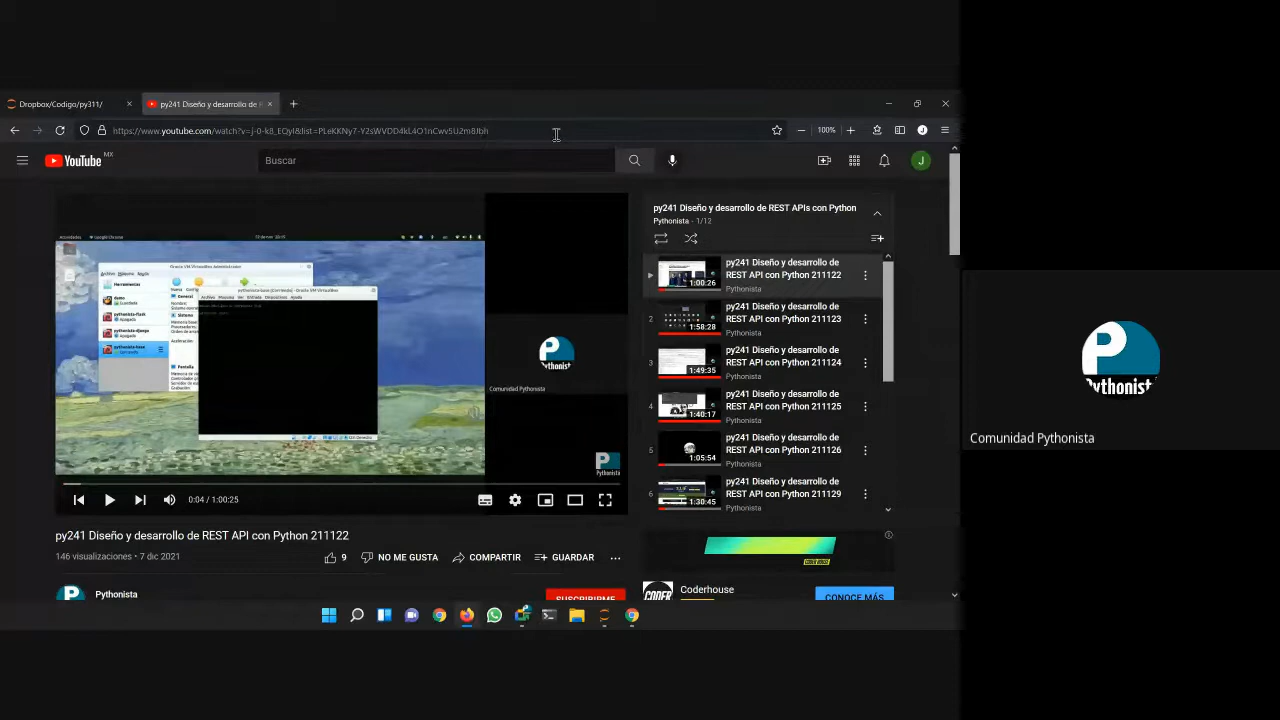 Dropbox/Codigo/py311/
py241 Diseño y desarrollo de R
https://www.youtube.com/watch?v=j-0-k8_EQyI&list=PLeKKNy7-Y2sWVDD4kL4O1nCwv5U2m8Jbh
100%
J
YouTube MX
Buscar
J
Comunidad Pythonista
Pythonista
0:04 / 1:00:25
py241 Diseño y desarrollo de REST API con Python 211122
146 visualizaciones • 7 dic 2021
9
NO ME GUSTA
COMPARTIR
GUARDAR
Pythonista
SUSCRIBIRME
py241 Diseño y desarrollo de REST APIs con Python
Pythonista - 1/12
py241 Diseño y desarrollo de
REST API con Python 211122
Pythonista
1:00:26
2
py241 Diseño y desarrollo de
REST API con Python 211123
Pythonista
1:58:28
3
py241 Diseño y desarrollo de
REST API con Python 211124
Pythonista
1:49:35
4
py241 Diseño y desarrollo de
REST API con Python 211125
Pythonista
1:40:17
5
py241 Diseño y desarrollo de
REST API con Python 211126
Pythonista
1:05:54
6
py241 Diseño y desarrollo de
REST API con Python 211129
Pythonista
1:30:45
CODER
Coderhouse
CONOCE MÁS
Pythonist
Comunidad Pythonista